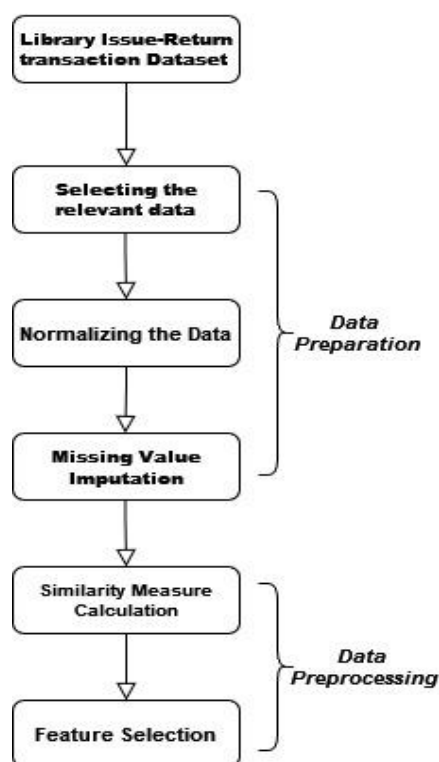 Library Issue-Return
transaction Dataset
Selecting the
relevant data
Normalizing the Data
Data
Preparation
Missing Value
Imputation
Similarity Measure
Calculation
Data
Preprocessing
Feature Selection